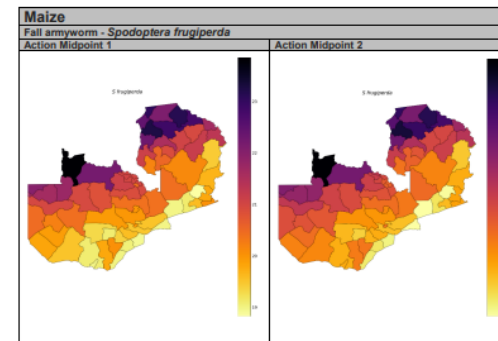 Maize
Fall armyworm - Spodoptera frugiperda
Action Midpoint 1
Action Midpoint 2
S frugiperda
S frugiperda